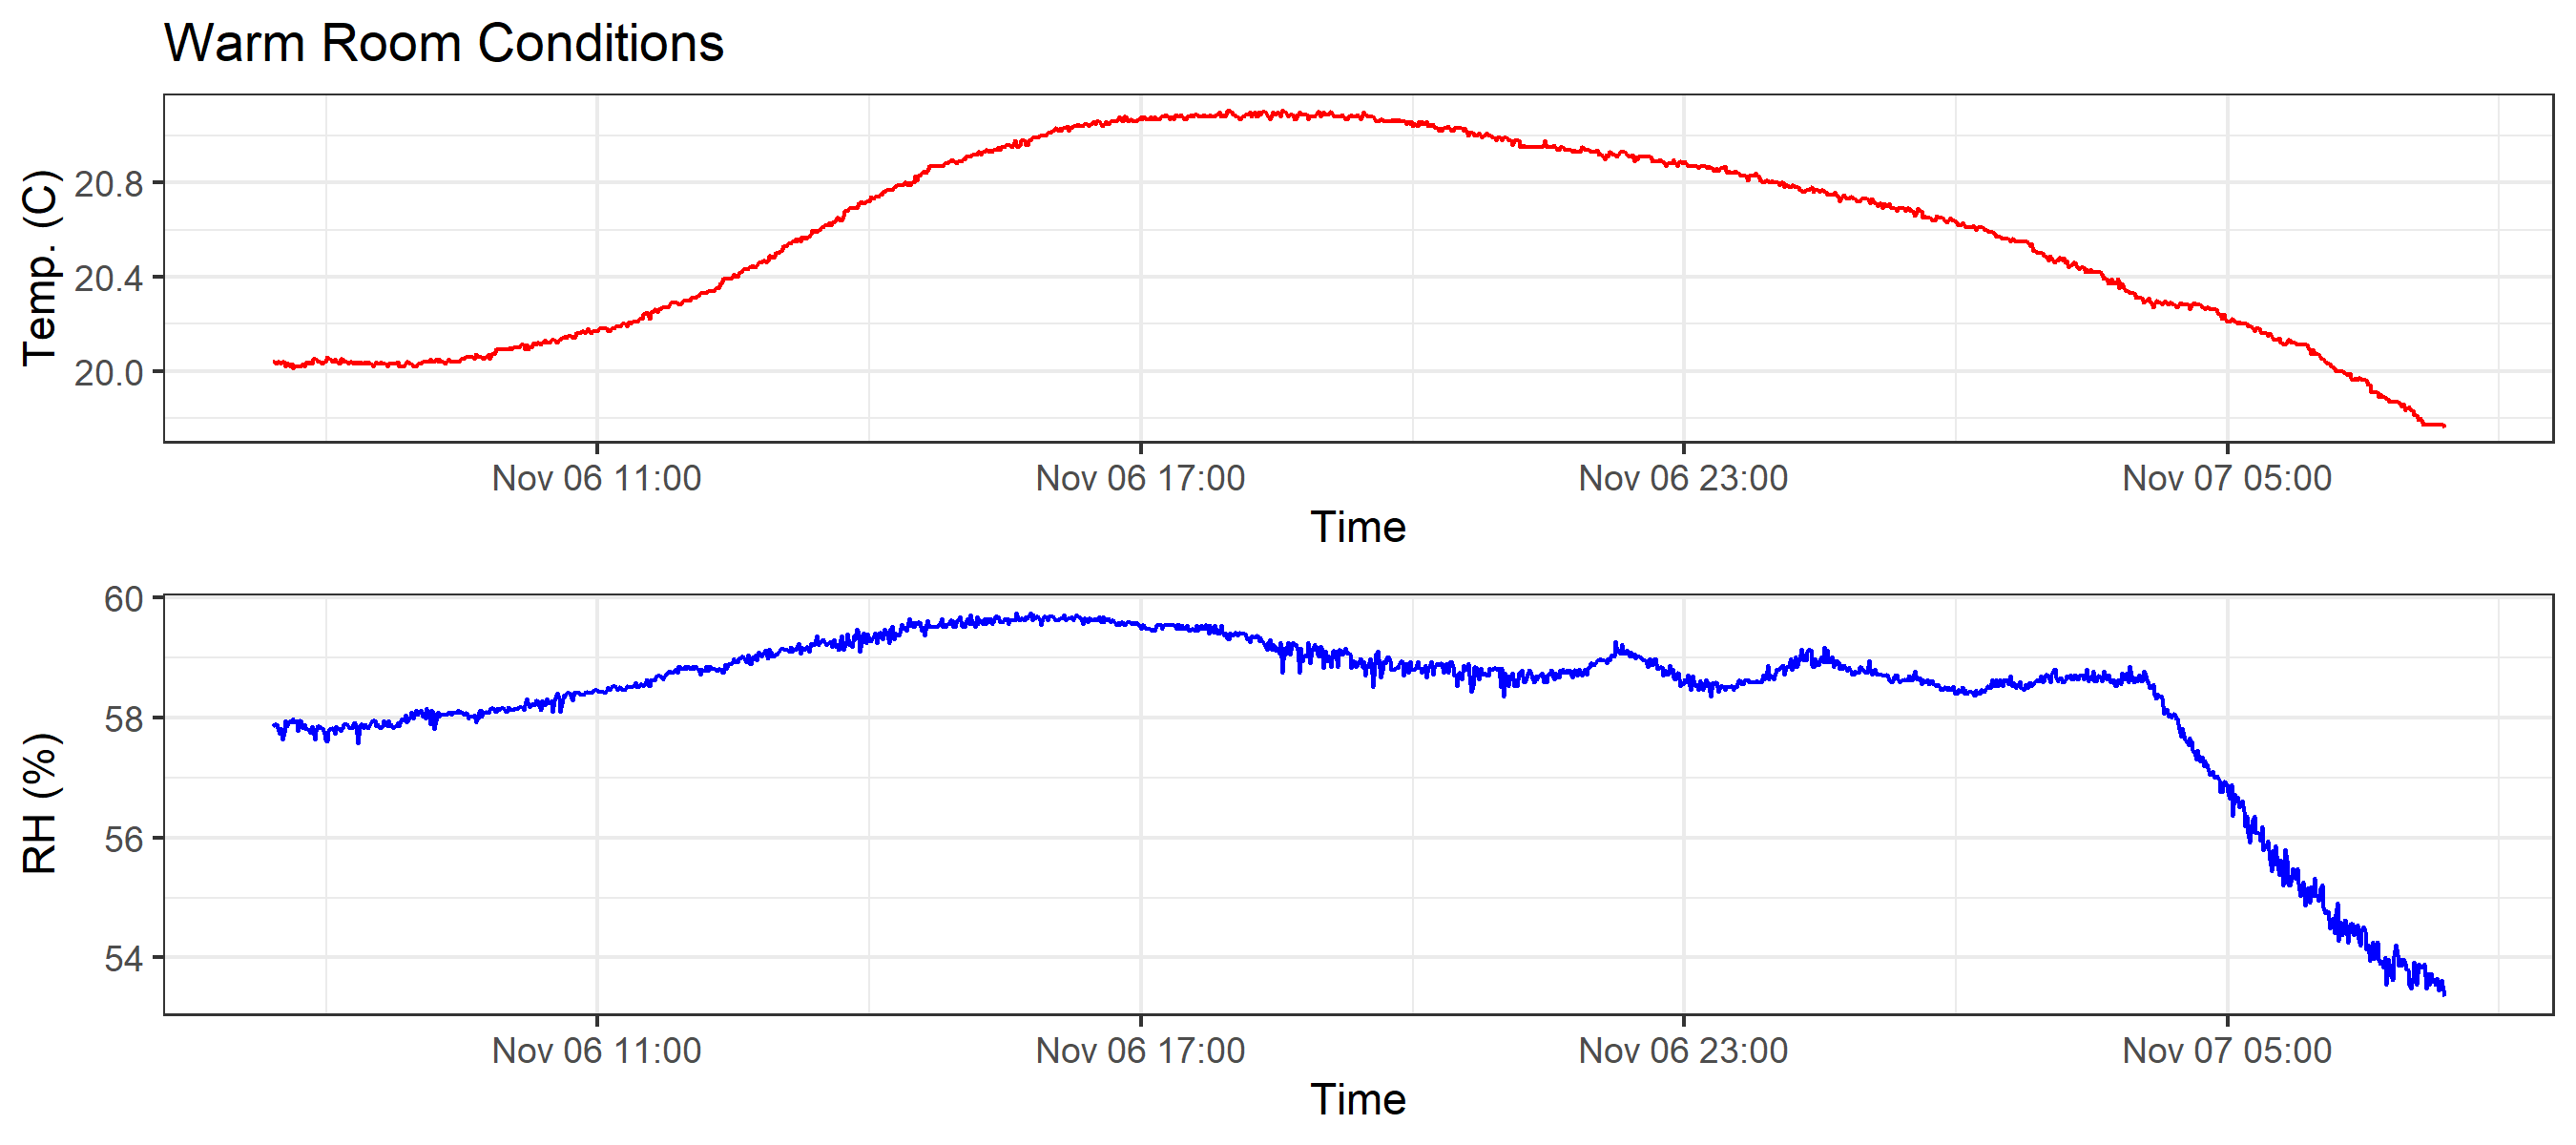 Warm Room Conditions
Temp. (C)
20.8
20.4
20.0
Nov 06 11:00 Nov 06 17:00 Nov 06 23:00 Nov 07 05:00
Time
RH (%)
60
58
56
54
Nov 06 11:00 Nov 06 17:00 Nov 06 23:00 Nov 07 05:00
Time